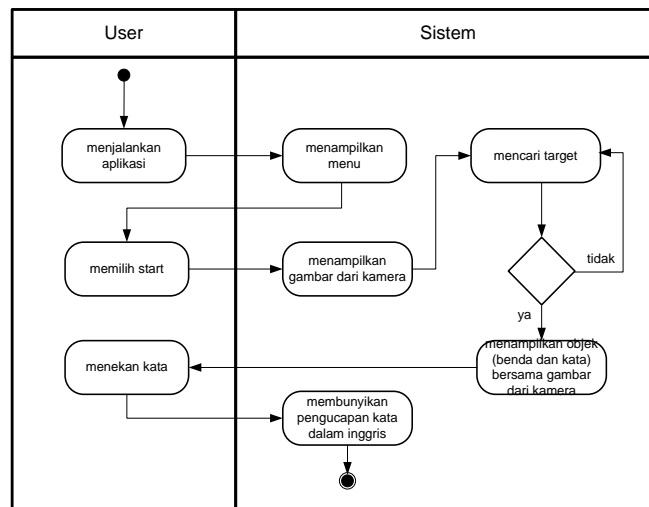 User
Sistem
menjalankan
aplikasi
menampilkan
menu
mencari target
memilih start
menampilkan
gambar dari kamera
tidak
ya
menekan kata
menampilkan objek
(benda dan kata)
bersama gambar
dari kamera
membunyikan
pengucapan kata
dalam inggris